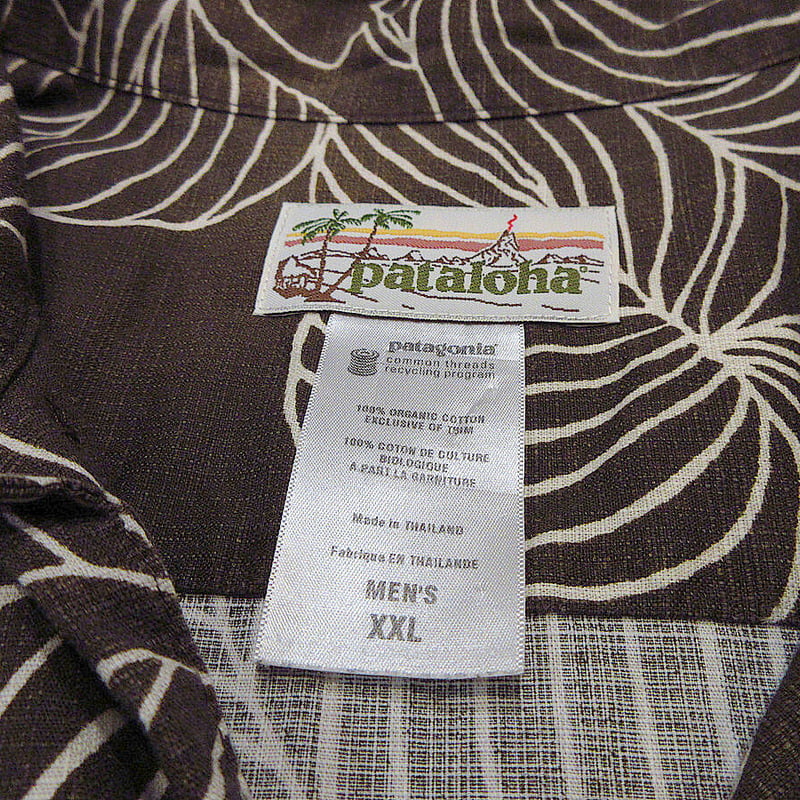 pataloha®
patagonia®
common threads
recycling program
100% ORGANIC COTTON
EXCLUSIVE OF TRIM
100% COTON DE CULTURE
BIOLOGIQUE
A PART LA GARNITURE
Made in THAILAND
Fabrique EN THAILANDE
MEN'S
XXL